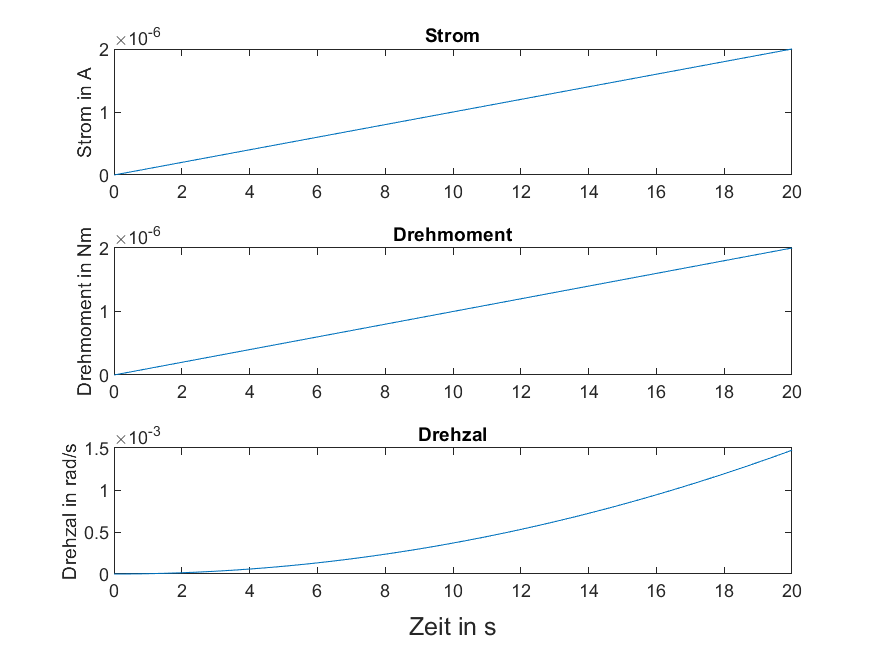 Strom
×10-6
Strom in A
2
1
0
0 2 4 6 8 10 12 14 16 18 20
Drehmoment
×10-6
Drehmoment in Nm
2
1
0
0 2 4 6 8 10 12 14 16 18 20
Drehzal
×10-3
Drehzal in rad/s
1.5
1
0.5
0
0 2 4 6 8 10 12 14 16 18 20
Zeit in s